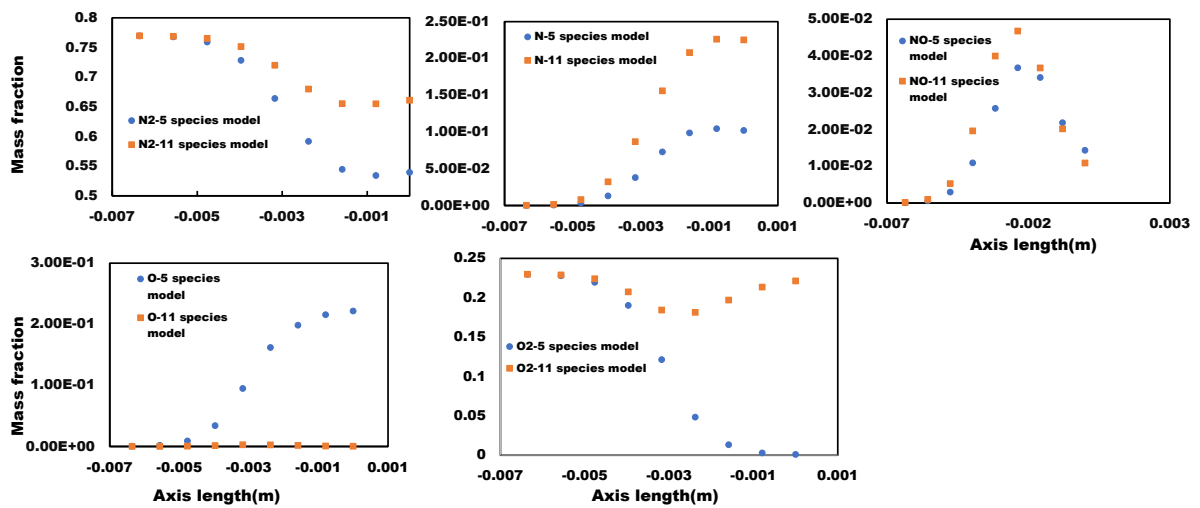 Mass fraction
0.8
0.75
0.7
0.65
0.6
0.55
0.5
N2-5 species model
N2-11 species model
-0.007
-0.005
-0.003
-0.001
2.50E-01
2.00E-01
1.50E-01
1.00E-01
5.00E-02
0.00E+00
N-5 species model
N-11 species model
-0.007
-0.005
-0.003
-0.001
0.001
5.00E-02
4.00E-02
3.00E-02
2.00E-02
1.00E-02
0.00E+00
NO-5 species
model
NO-11 species
model
-0.007
-0.002
0.003
Axis length(m)
Mass fraction
3.00E-01
2.00E-01
1.00E-01
0.00E+00
O-5 species
model
O-11 species
model
-0.007
-0.005
-0.003
-0.001
0.001
Axis length(m)
0.25
0.2
0.15
0.1
0.05
0
O2-5 species model
O2-11 species model
-0.007
-0.005
-0.003
-0.001
0.001
Axis length(m)